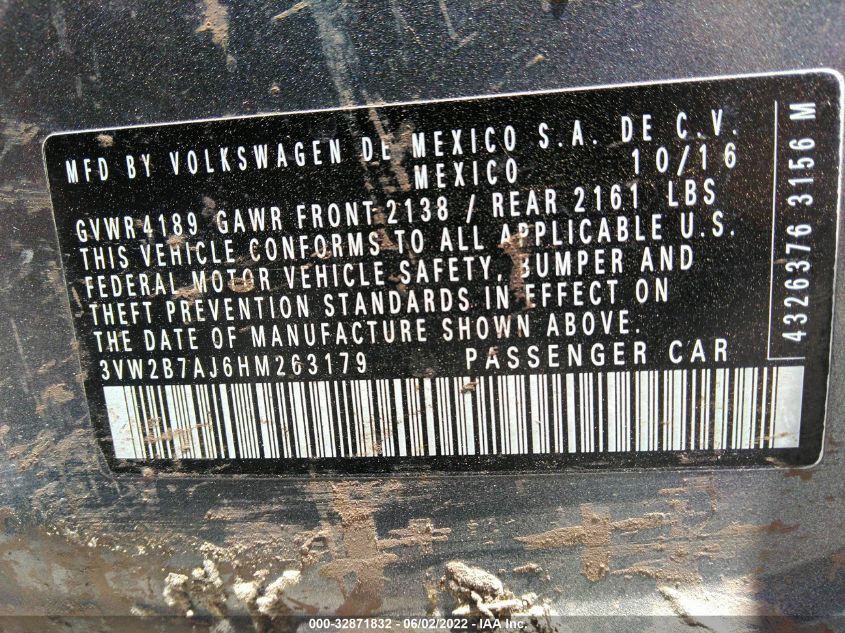 MFD BY VOLKSWAGEN DE MEXICO S.A. DE C.V.
MEXICO 10/16
GVWR 4189 GAWR FRONT 2138 / REAR 2161 LBS
THIS VEHICLE CONFORMS TO ALL APPLICABLE U.S.
FEDERAL MOTOR VEHICLE SAFETY, BUMPER AND
THEFT PREVENTION STANDARDS IN EFFECT ON
THE DATE OF MANUFACTURE SHOWN ABOVE.
3VW2B7AJ6HM263179 PASSENGER CAR
4326376 3156 M
000-32871832 - 06/02/2022 - IAA Inc.